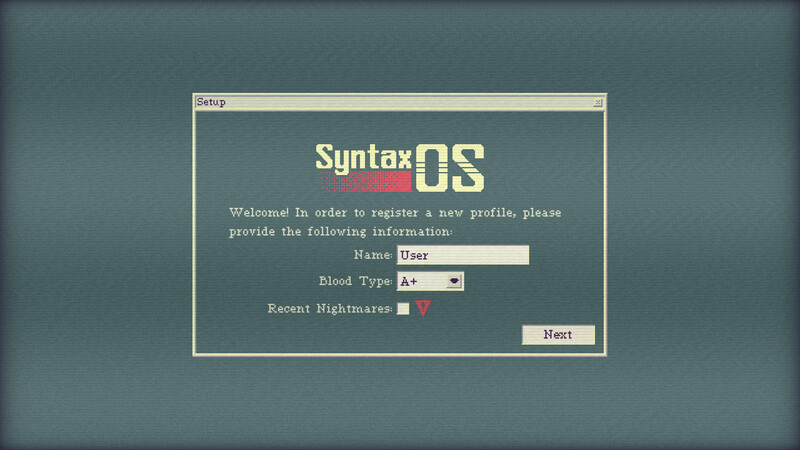 Setup
SyntaxOS
Welcome! In order to register a new profile, please
provide the following information:
Name: User
Blood Type: A+
Recent Nightmares:
Next